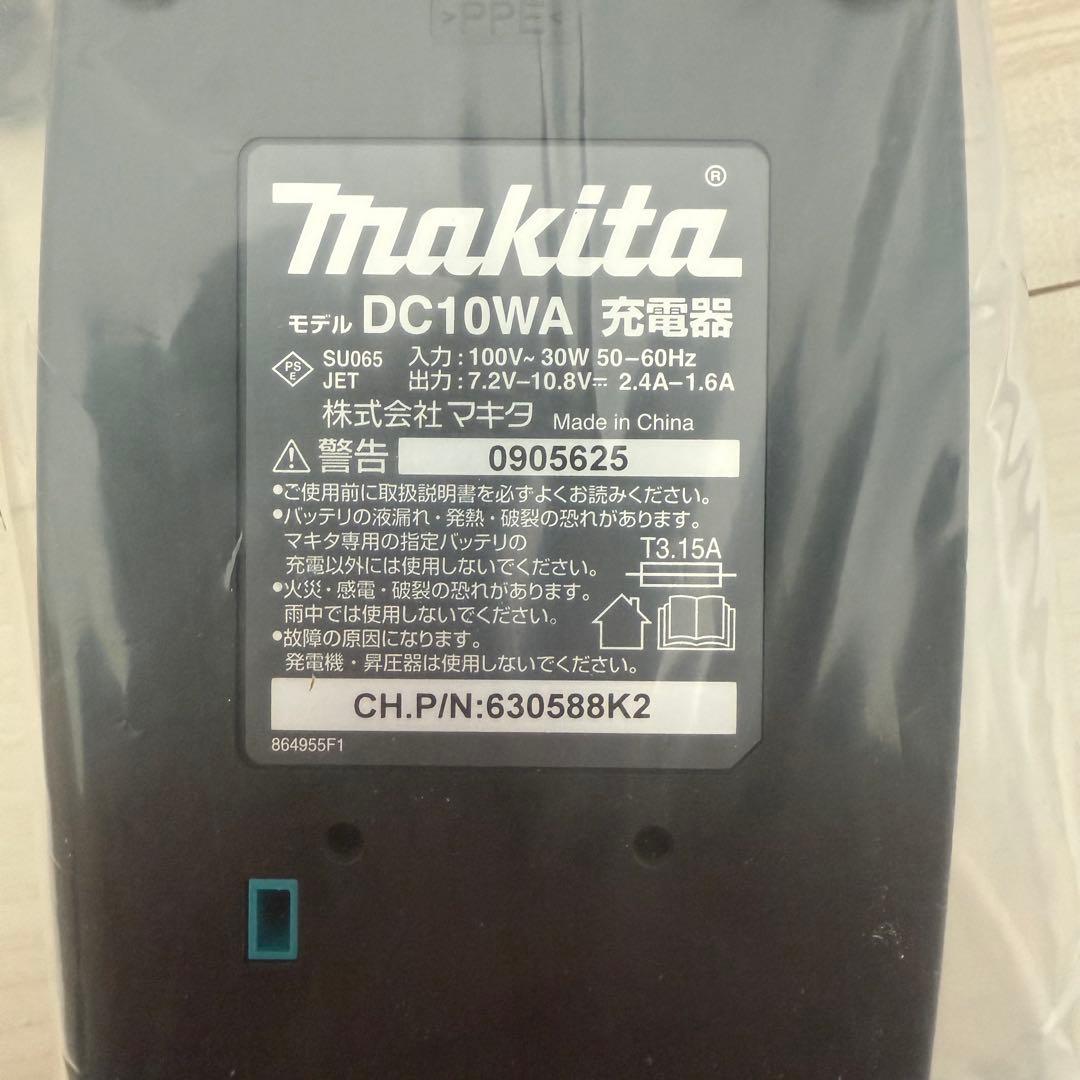 >PPE<
makita®
モデル DC10WA 充電器
PSE SU065 入力:100V~ 30W 50-60Hz
JET 出力:7.2V-10.8V⎓ 2.4A-1.6A
株式会社マキタ Made in China
⚠警告 0905625
●ご使用前に取扱説明書を必ずよくお読みください。
●バッテリの液漏れ・発熱・破裂の恐れがあります。
マキタ専用の指定バッテリの
充電以外には使用しないでください。
T3.15A
●火災・感電・破裂の恐れがあります。
雨中では使用しないでください。
●故障の原因になります。
発電機・昇圧器は使用しないでください。
CH.P/N:630588K2
864955F1